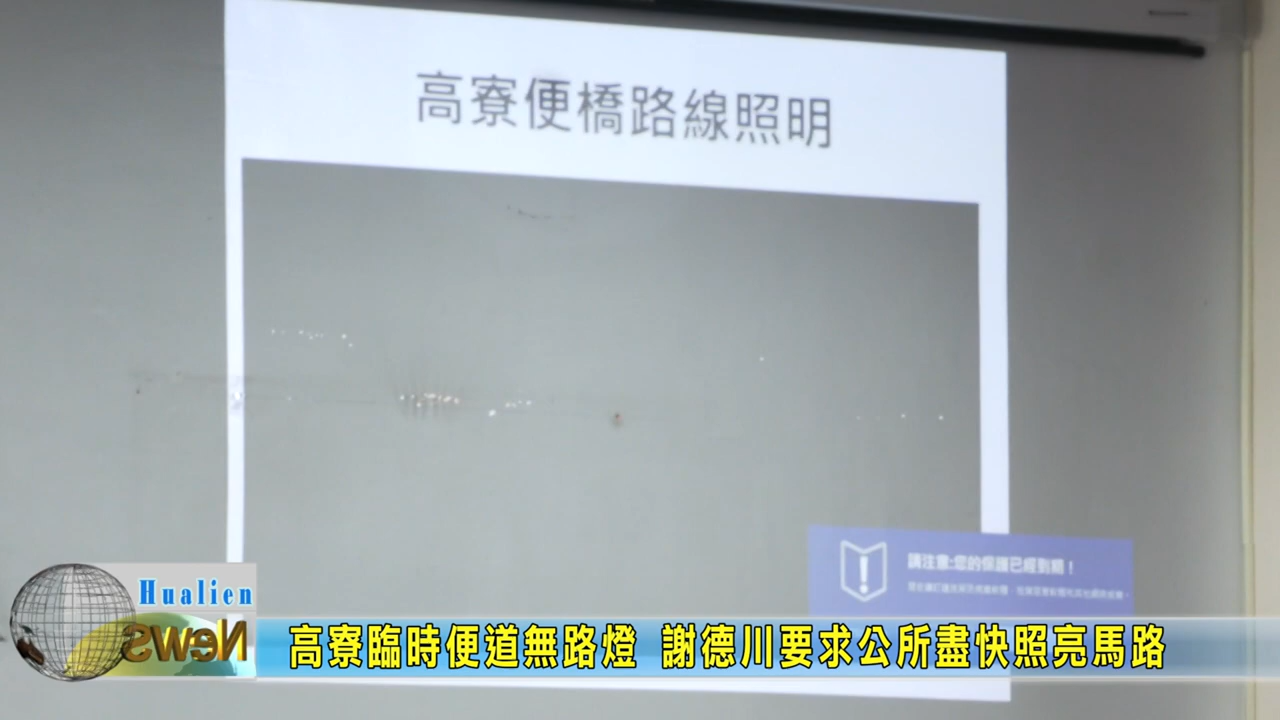 高寮便橋路線照明
請注意:您的保護已經到期！
Hualien
News
高寮臨時便道無路燈 謝德川要求公所盡快照亮馬路